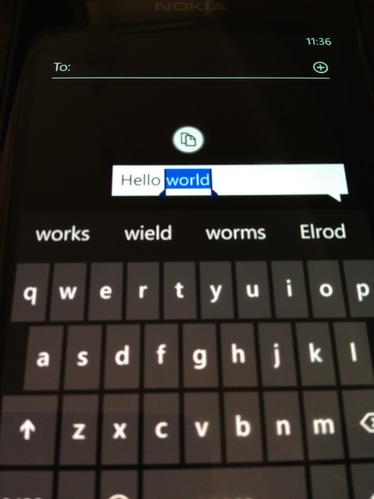 NOKIA
11:36
To:
Hello world
works wield worms Elrod
q w e r t y u i o p
a s d f g h j k l
z x c v b n m